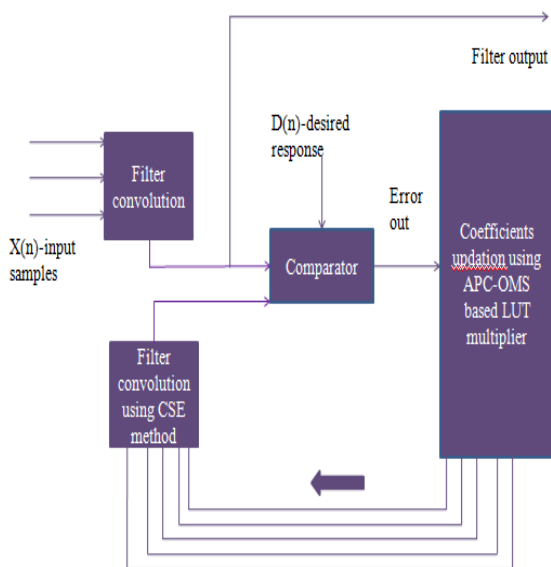 Filter output
D(n)-desired
response
Filter
convolution
Error
out
X(n)-input
samples
Comparator
Coefficients
updation using
APC-OMS
based LUT
multiplier
Filter
convolution
using CSE
method